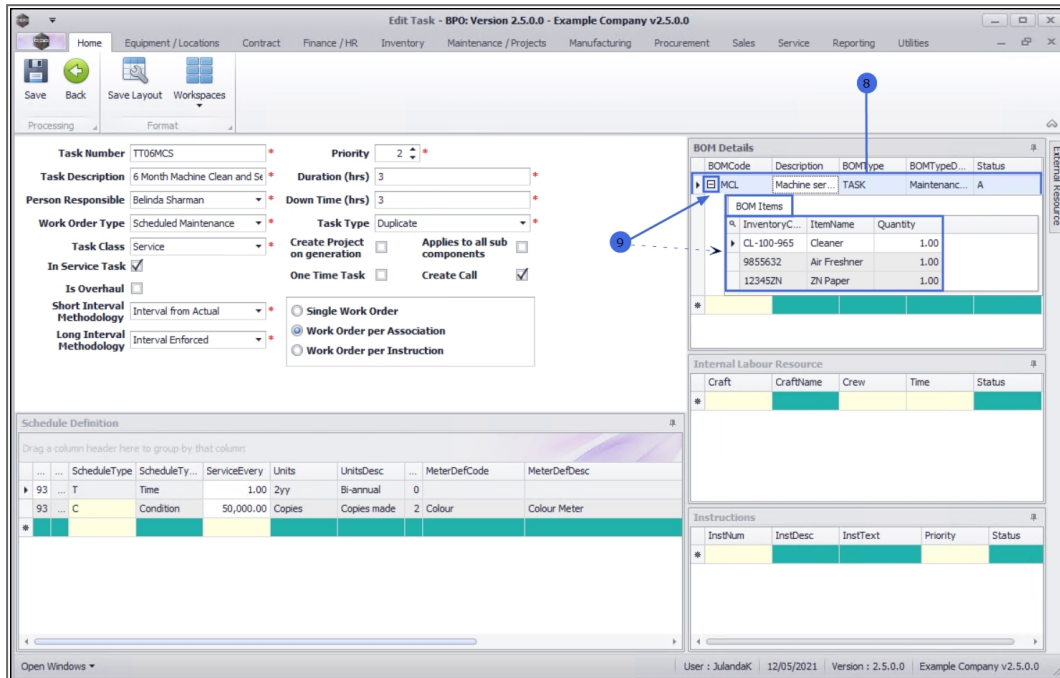 Edit Task - BPO: Version 2.5.0.0 - Example Company v2.5.0.0
Home Equipment / Locations Contract Finance / HR Inventory Maintenance / Projects Manufacturing Procurement Sales Service Reporting Utilities
Save Back Save Layout Workspaces
Processing Format
8
Task Number TT06MCS * Priority 2 *
Task Description 6 Month Machine Clean and Se * Duration (hrs) 3 *
Person Responsible Belinda Sharman * Down Time (hrs) 3 *
Work Order Type Scheduled Maintenance * Task Type Duplicate *
Task Class Service * Create Project on generation Applies to all sub components
In Service Task One Time Task Create Call
Is Overhaul
Short Interval Methodology Interval from Actual *
Long Interval Methodology Interval Enforced *
Single Work Order
Work Order per Association
Work Order per Instruction
BOM Details
BOMCode Description BOMType BOMTypeD... Status
MCL Machine ser... TASK Maintenanc... A
BOM Items
9
InventoryC... ItemName Quantity
CL-100-965 Cleaner 1.00
9855632 Air Freshner 1.00
12345ZN ZN Paper 1.00
External Resource
Internal Labour Resource
Craft CraftName Crew Time Status
Schedule Definition
Drag a column header here to group by that column
... ... ScheduleType ScheduleTy... ServiceEvery Units UnitsDesc ... MeterDefCode MeterDefDesc
93 ... T Time 1.00 2yy Bi-annual 0
93 ... C Condition 50,000.00 Copies Copies made 2 Colour Colour Meter
Instructions
InstNum InstDesc InstText Priority Status
Open Windows User : JulandaK 12/05/2021 Version : 2.5.0.0 Example Company v2.5.0.0